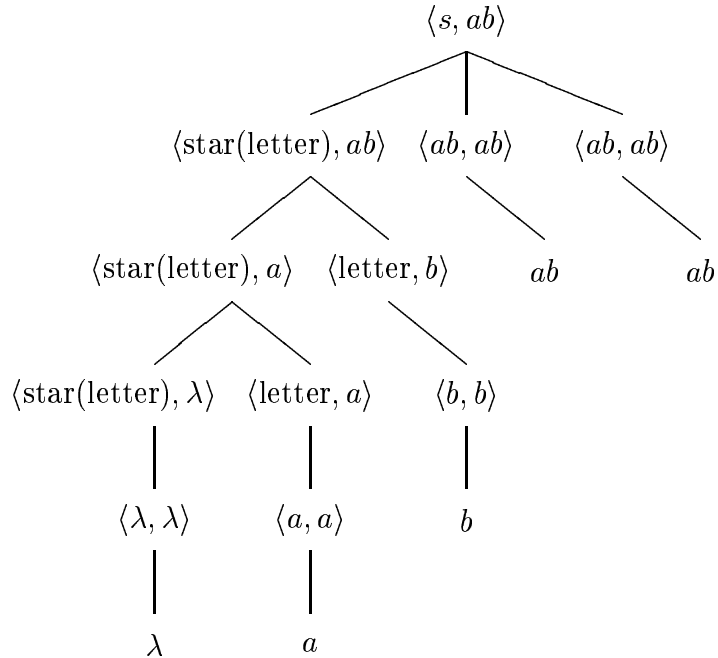 ⟨s, ab⟩
⟨star(letter), ab⟩ ⟨ab, ab⟩ ⟨ab, ab⟩
⟨star(letter), a⟩ ⟨letter, b⟩ ab ab
⟨star(letter), λ⟩ ⟨letter, a⟩ ⟨b, b⟩
⟨λ, λ⟩ ⟨a, a⟩ b
λ a